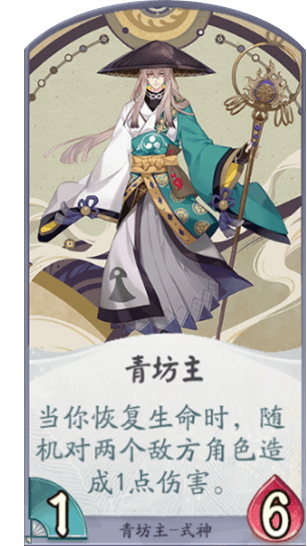 青坊主
当你恢复生命时，随
机对两个敌方角色造
成1点伤害。
1
青坊主-式神
6